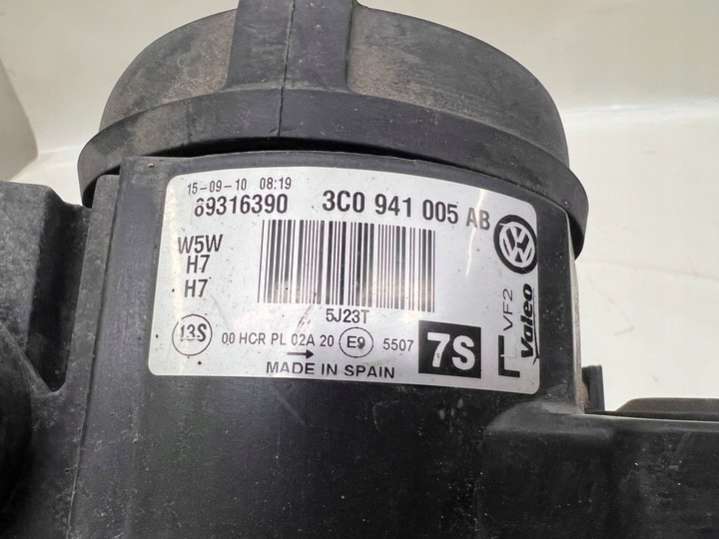 15-09-10 08:19
89316390 3C0 941 005 AB
W5W
H7
H7
5J23T
VF2
Valeo
L
13S 00 HCR PL 02A 20 E9 5507 7S
MADE IN SPAIN